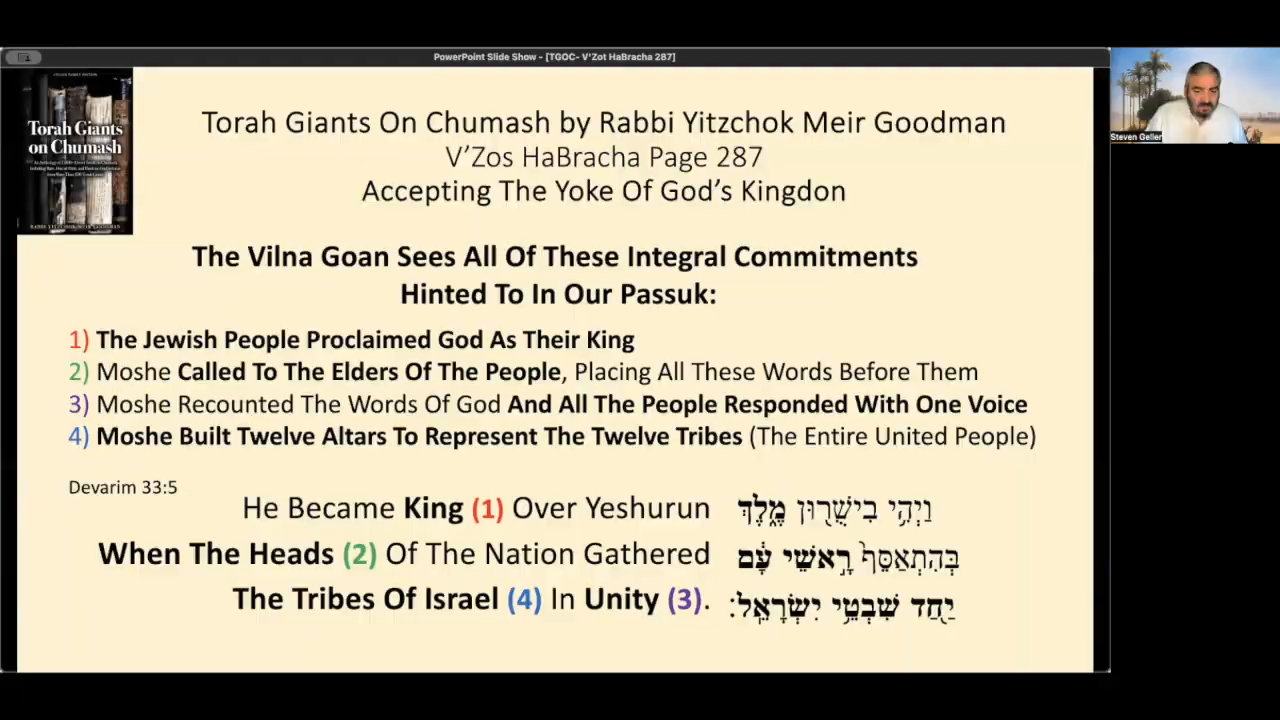 PowerPoint Slide Show - [TGOC- V'Zot HaBracha 287]
Torah Giants
on Chumash
RABBI YITZCHOK MEIR GOODMAN
Steven Geller
Torah Giants On Chumash by Rabbi Yitzchok Meir Goodman
V’Zos HaBracha Page 287
Accepting The Yoke Of God’s Kingdon
The Vilna Goan Sees All Of These Integral Commitments
Hinted To In Our Passuk:
1) The Jewish People Proclaimed God As Their King
2) Moshe Called To The Elders Of The People, Placing All These Words Before Them
3) Moshe Recounted The Words Of God And All The People Responded With One Voice
4) Moshe Built Twelve Altars To Represent The Twelve Tribes (The Entire United People)
Devarim 33:5
He Became King (1) Over Yeshurun
וַיְהִ֥י בִישֻׁר֖וּן מֶ֑לֶךְ
When The Heads (2) Of The Nation Gathered
בְּהִתְאַסֵּף֙ רָ֣אשֵׁי עָ֔ם
The Tribes Of Israel (4) In Unity (3).
יַ֖חַד שִׁבְטֵ֥י יִשְׂרָאֵֽל׃